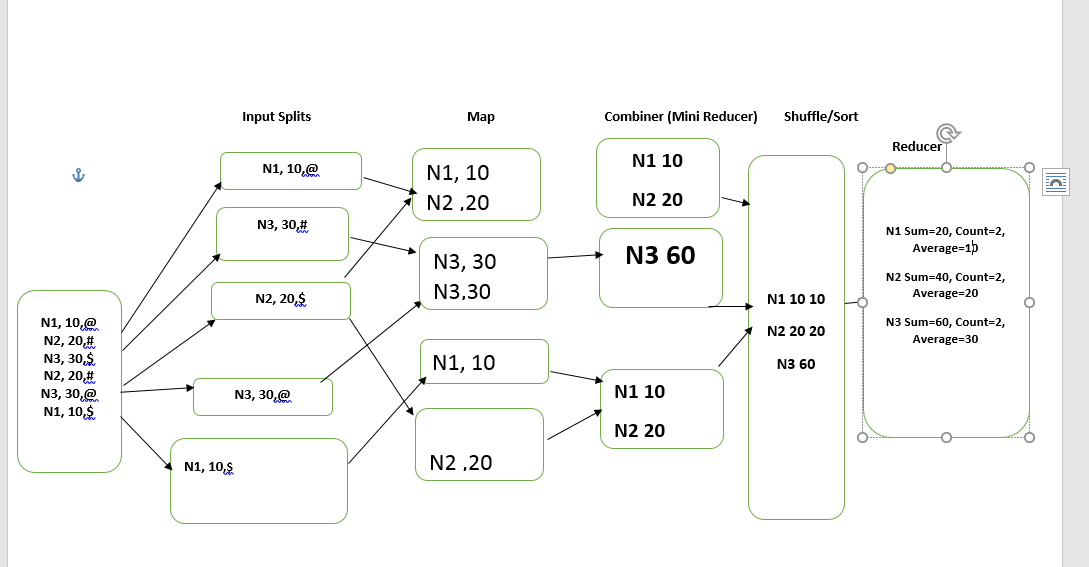 Input Splits
Map
Combiner (Mini Reducer)
Shuffle/Sort
Reducer
N1, 10,@
N2, 20,#
N3, 30,$
N2, 20,#
N3, 30,@
N1, 10,$
N1, 10,@
N3, 30,#
N2, 20,$
N3, 30,@
N1, 10,$
N1, 10
N2 ,20
N3, 30
N3,30
N1, 10
N2 ,20
N1 10
N2 20
N3 60
N1 10
N2 20
N1 10 10
N2 20 20
N3 60
N1 Sum=20, Count=2,
Average=10
N2 Sum=40, Count=2,
Average=20
N3 Sum=60, Count=2,
Average=30